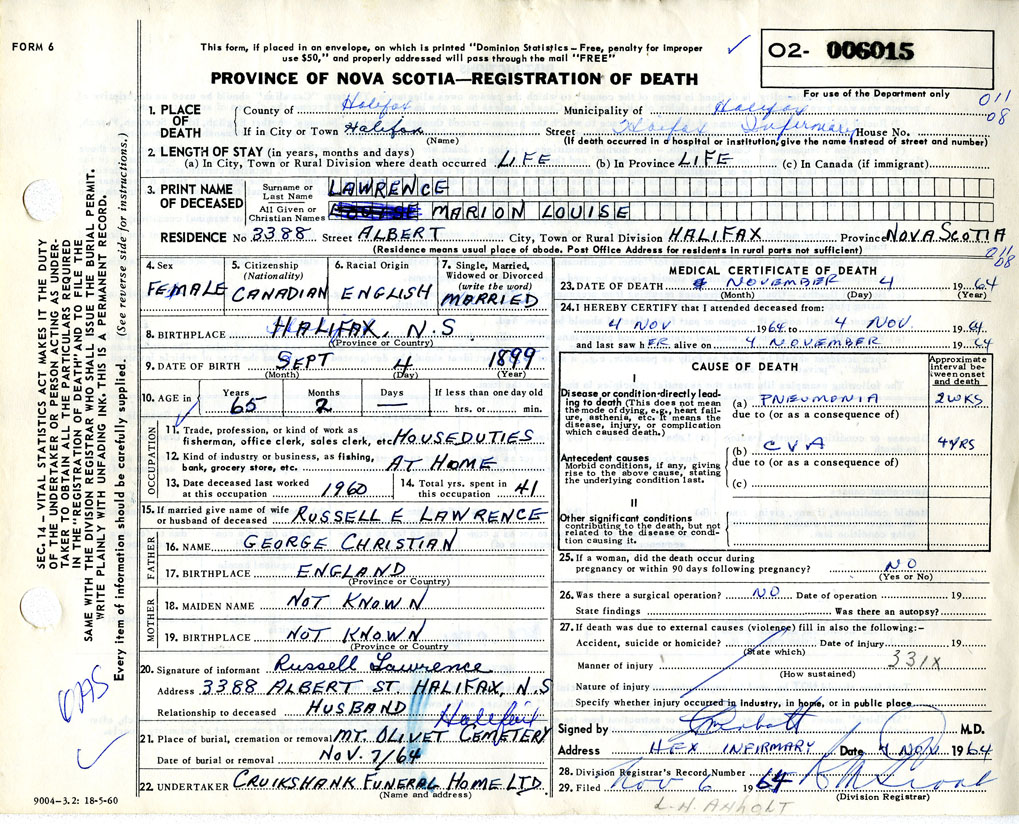 FORM 6
This form, if placed in an envelope, on which is printed "Dominion Statistics – Free, penalty for improper
use $50," and properly addressed will pass through the mail "FREE"
PROVINCE OF NOVA SCOTIA—REGISTRATION OF DEATH
O2- 006015
For use of the Department only
011
08
1. PLACE OF DEATH
County of Halifax Municipality of Halifax
If in City or Town Halifax (Name) Street Halifax Infirmary House No.
(If death occurred in a hospital or institution, give the name instead of street and number)
2. LENGTH OF STAY (in years, months and days)
(a) In City, Town or Rural Division where death occurred LIFE (b) In Province LIFE (c) In Canada (if immigrant)
3. PRINT NAME OF DECEASED
Surname or Last Name LAWRENCE
All Given or Christian Names MARION LOUISE
RESIDENCE No 3388 Street ALBERT City, Town or Rural Division HALIFAX Province NOVA SCOTIA
(Residence means usual place of abode. Post Office Address for residents in rural parts not sufficient)
4. Sex FEMALE
5. Citizenship (Nationality) CANADIAN
6. Racial Origin ENGLISH
7. Single, Married, Widowed or Divorced (write the word) MARRIED
8. BIRTHPLACE HALIFAX, N.S
(Province or Country)
9. DATE OF BIRTH SEPT 4 1899
(Month) (Day) (Year)
10. AGE in Years 65 Months 2 Days — If less than one day old hrs. or min.
OCCUPATION
11. Trade, profession, or kind of work as
fisherman, office clerk, sales clerk, etc. HOUSEDUTIES
12. Kind of industry or business, as fishing,
bank, grocery store, etc. AT HOME
13. Date deceased last worked at this occupation 1960
14. Total yrs. spent in this occupation 41
15. If married give name of wife
or husband of deceased RUSSELL E LAWRENCE
FATHER
16. NAME GEORGE CHRISTIAN
17. BIRTHPLACE ENGLAND
(Province or Country)
MOTHER
18. MAIDEN NAME NOT KNOWN
19. BIRTHPLACE NOT KNOWN
(Province or Country)
20. Signature of informant Russell Lawrence
Address 3388 ALBERT ST HALIFAX, N.S
Relationship to deceased HUSBAND
Halifax
21. Place of burial, cremation or removal MT. OLIVET CEMETERY
Date of burial or removal NOV. 7/64
22. UNDERTAKER CRUIKSHANK FUNERAL HOME LTD.
(Name and address)
MEDICAL CERTIFICATE OF DEATH
23. DATE OF DEATH NOVEMBER 4 1964
(Month) (Day) (Year)
24. I HEREBY CERTIFY that I attended deceased from:
4 NOV 1964 to 4 NOV. 1964
and last saw hER alive on 4 NOVEMBER 1964
CAUSE OF DEATH
Approximate interval between onset and death
I
Disease or condition directly leading to death (This does not mean the mode of dying, e.g., heart failure, asthenia, etc. It means the disease, injury, or complication which caused death.)
(a) PNEUMONIA 2 WKS
due to (or as a consequence of)
Antecedent causes
Morbid conditions, if any, giving rise to the above cause, stating the underlying condition last.
(b) CVA 4 YRS
due to (or as a consequence of)
(c)
II
Other significant conditions
contributing to the death, but not related to the disease or condition causing it.
25. If a woman, did the death occur during
pregnancy or within 90 days following pregnancy? NO
(Yes or No)
26. Was there a surgical operation? NO Date of operation 19
State findings Was there an autopsy?
27. If death was due to external causes (violence) fill in also the following:-
Accident, suicide or homicide? Date of injury 19
(State which)
Manner of injury 331X
(How sustained)
Nature of injury
Specify whether injury occurred in industry, in home, or in public place
Signed by M.D.
Address HFX INFIRMARY Date 4 NOV 1964
28. Division Registrar's Record Number
29. Filed Nov 6 1964
(Division Registrar)
SEC. 14 – VITAL STATISTICS ACT MAKES IT THE DUTY
OF THE UNDERTAKER OR PERSON ACTING AS UNDER-
TAKER TO OBTAIN ALL THE PARTICULARS REQUIRED
IN THE "REGISTRATION OF DEATH" AND TO FILE THE
SAME WITH THE DIVISION REGISTRAR WHO SHALL ISSUE THE BURIAL PERMIT.
WRITE PLAINLY WITH UNFADING INK. THIS IS A PERMANENT RECORD.
Every item of information should be carefully supplied. (See reverse side for instructions.)
OAS
9004–3.2: 18-5-60